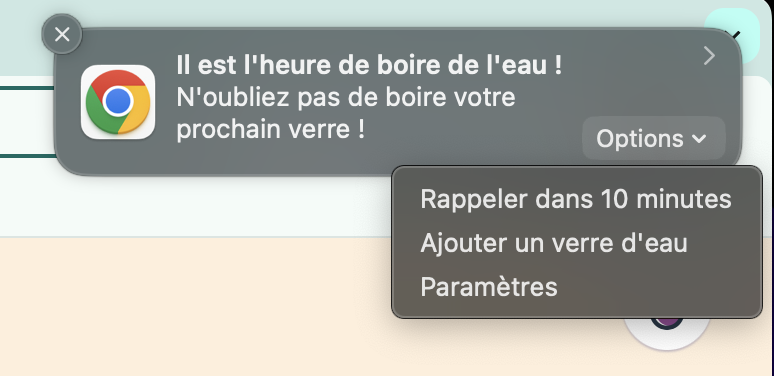 Il est l'heure de boire de l'eau !
N'oubliez pas de boire votre
prochain verre !
Options
Rappeler dans 10 minutes
Ajouter un verre d'eau
Paramètres